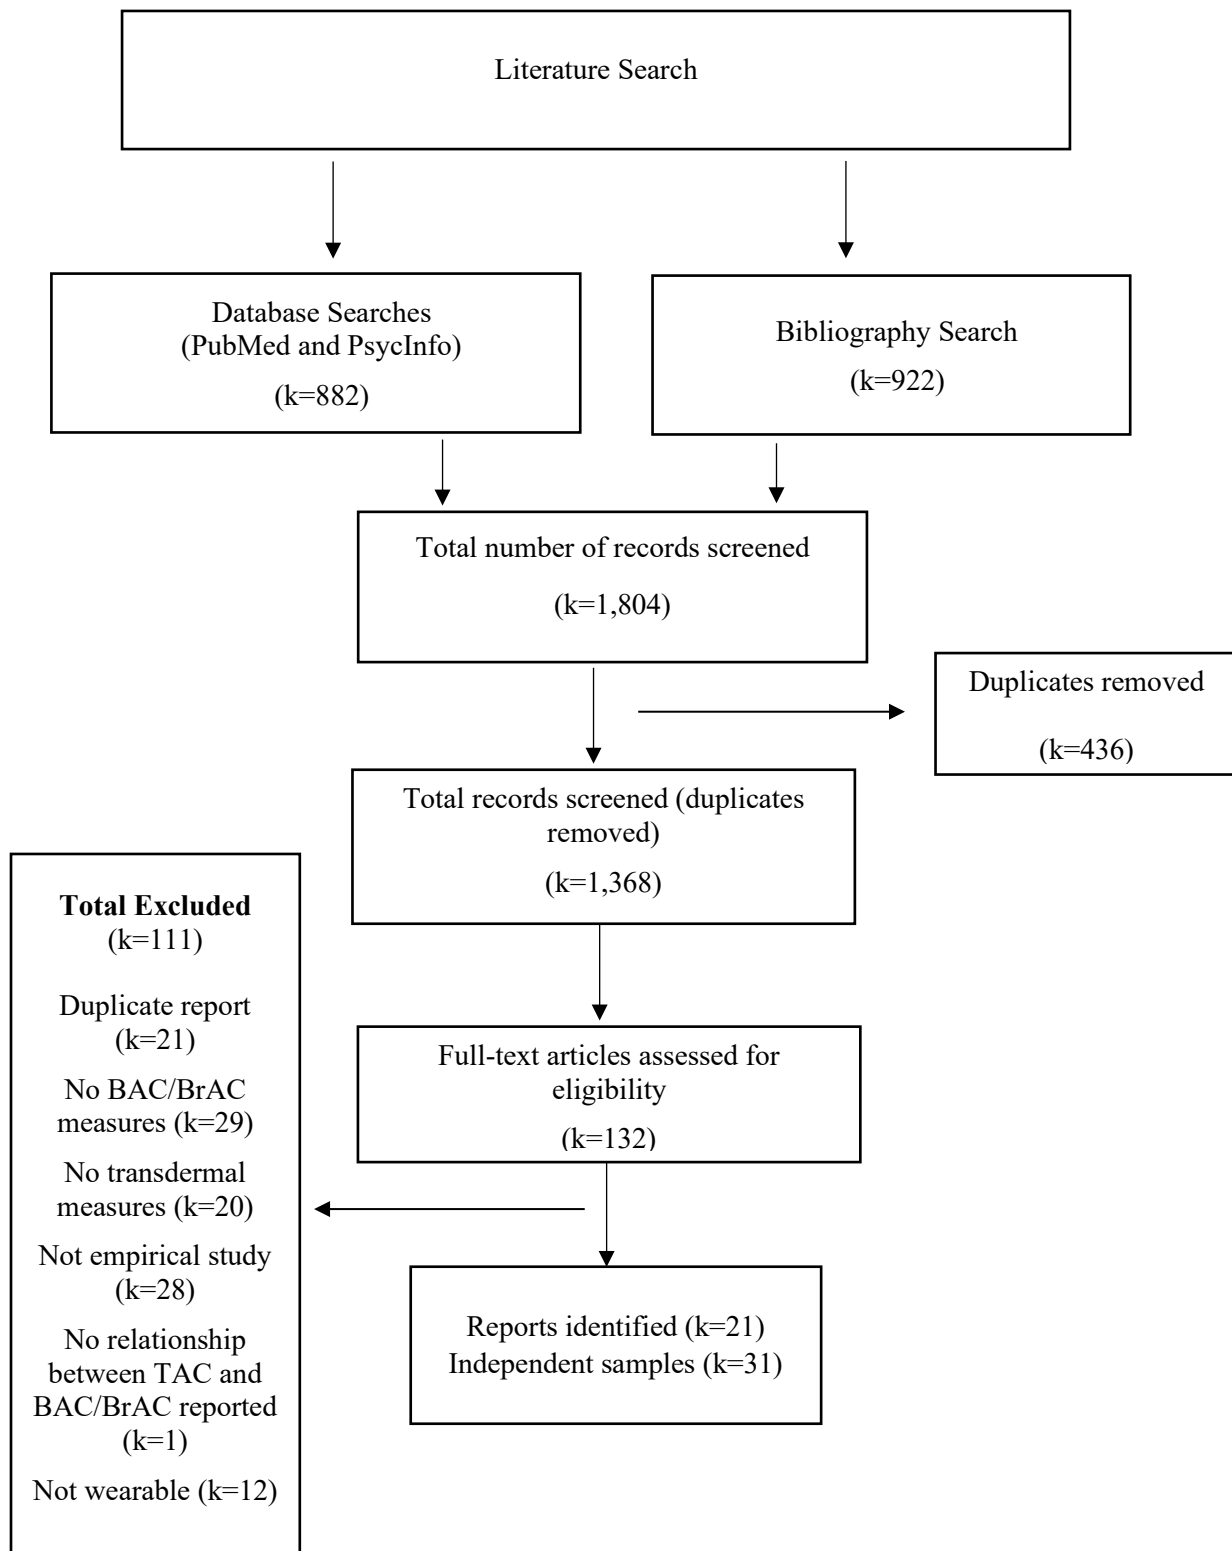 Literature Search
Database Searches
(PubMed and PsycInfo)
(k=882)
Bibliography Search
(k=922)
Total number of records screened
(k=1,804)
Duplicates removed
(k=436)
Total records screened (duplicates
removed)
(k=1,368)
Total Excluded
(k=111)
Duplicate report
(k=21)
No BAC/BrAC
measures (k=29)
No transdermal
measures (k=20)
Not empirical study
(k=28)
No relationship
between TAC and
BAC/BrAC reported
(k=1)
Not wearable (k=12)
Full-text articles assessed for
eligibility
(k=132)
Reports identified (k=21)
Independent samples (k=31)